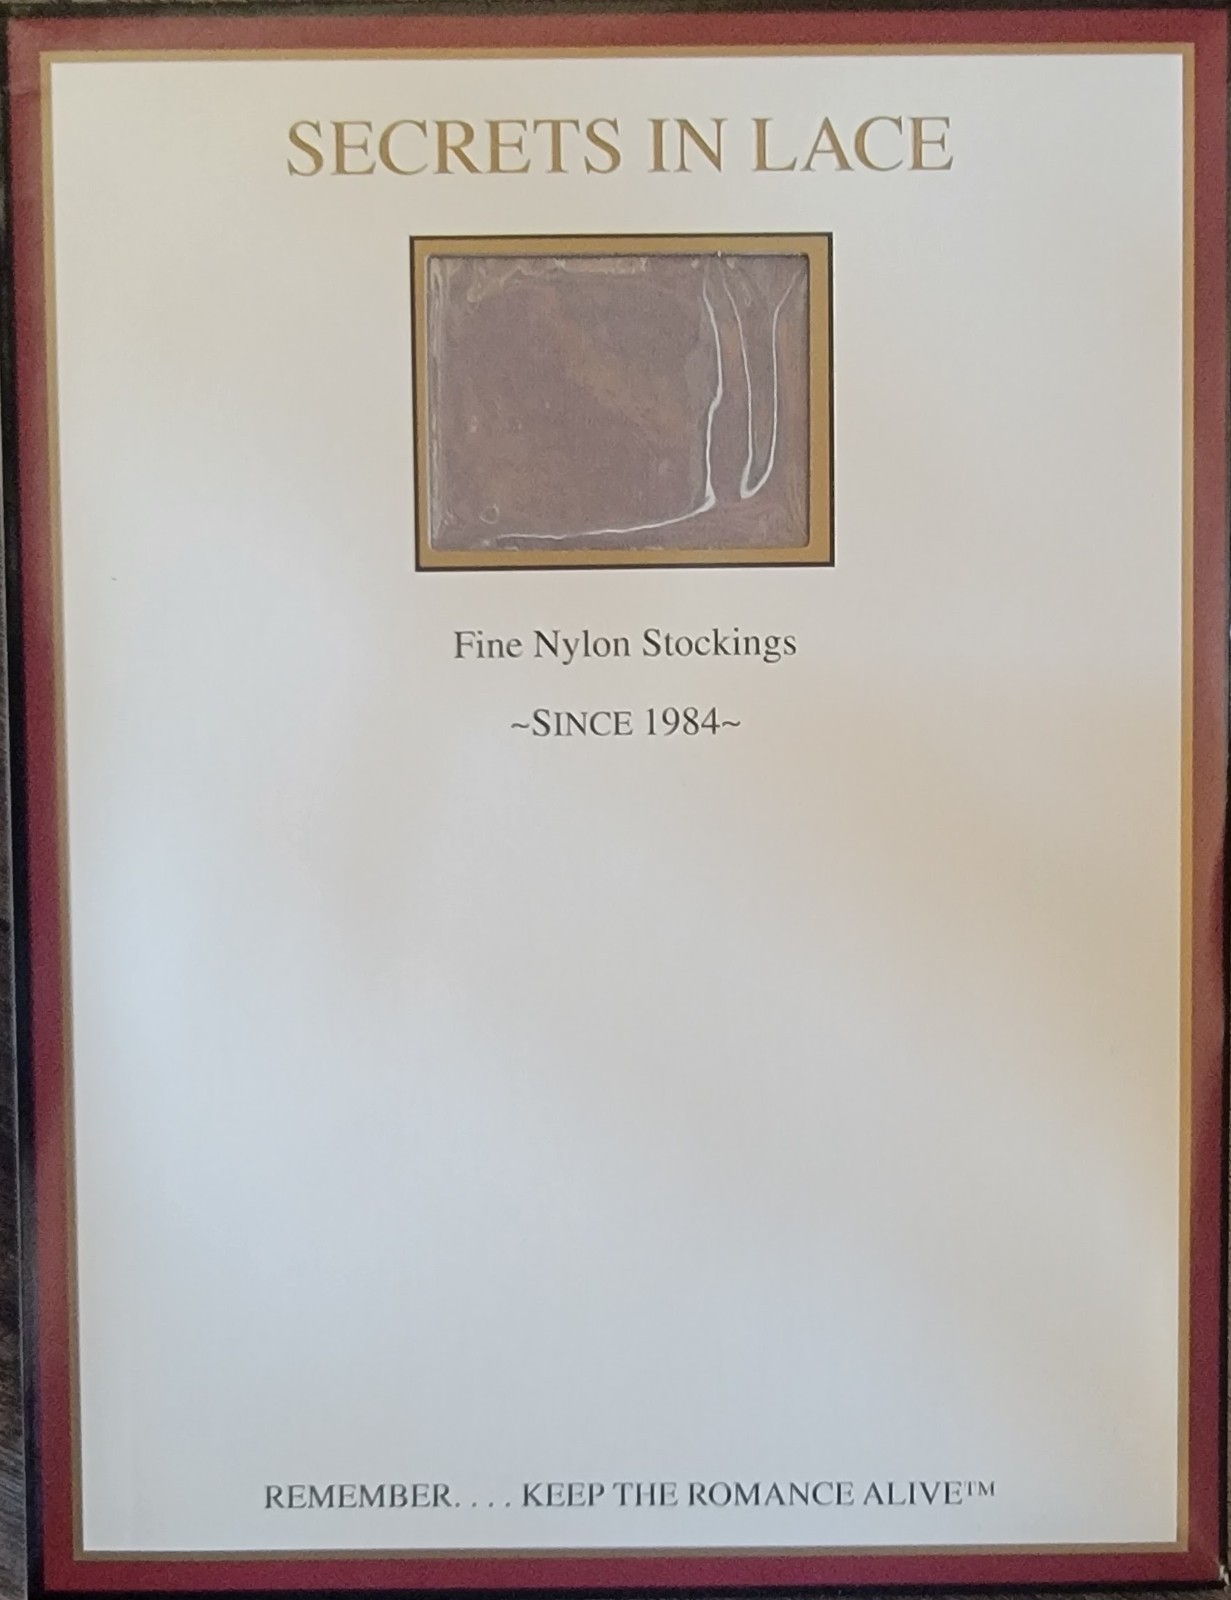 SECRETS IN LACE
Fine Nylon Stockings
~SINCE 1984~
REMEMBER. . . . KEEP THE ROMANCE ALIVE™